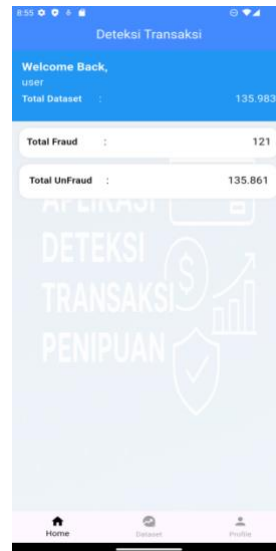 8:55
Deteksi Transaksi
Welcome Back,
user
Total Dataset : 135.983
Total Fraud : 121
Total UnFraud : 135.861
APLIKASI
DETEKSI
TRANSAKSI
PENIPUAN
$
Home Dataset Profile